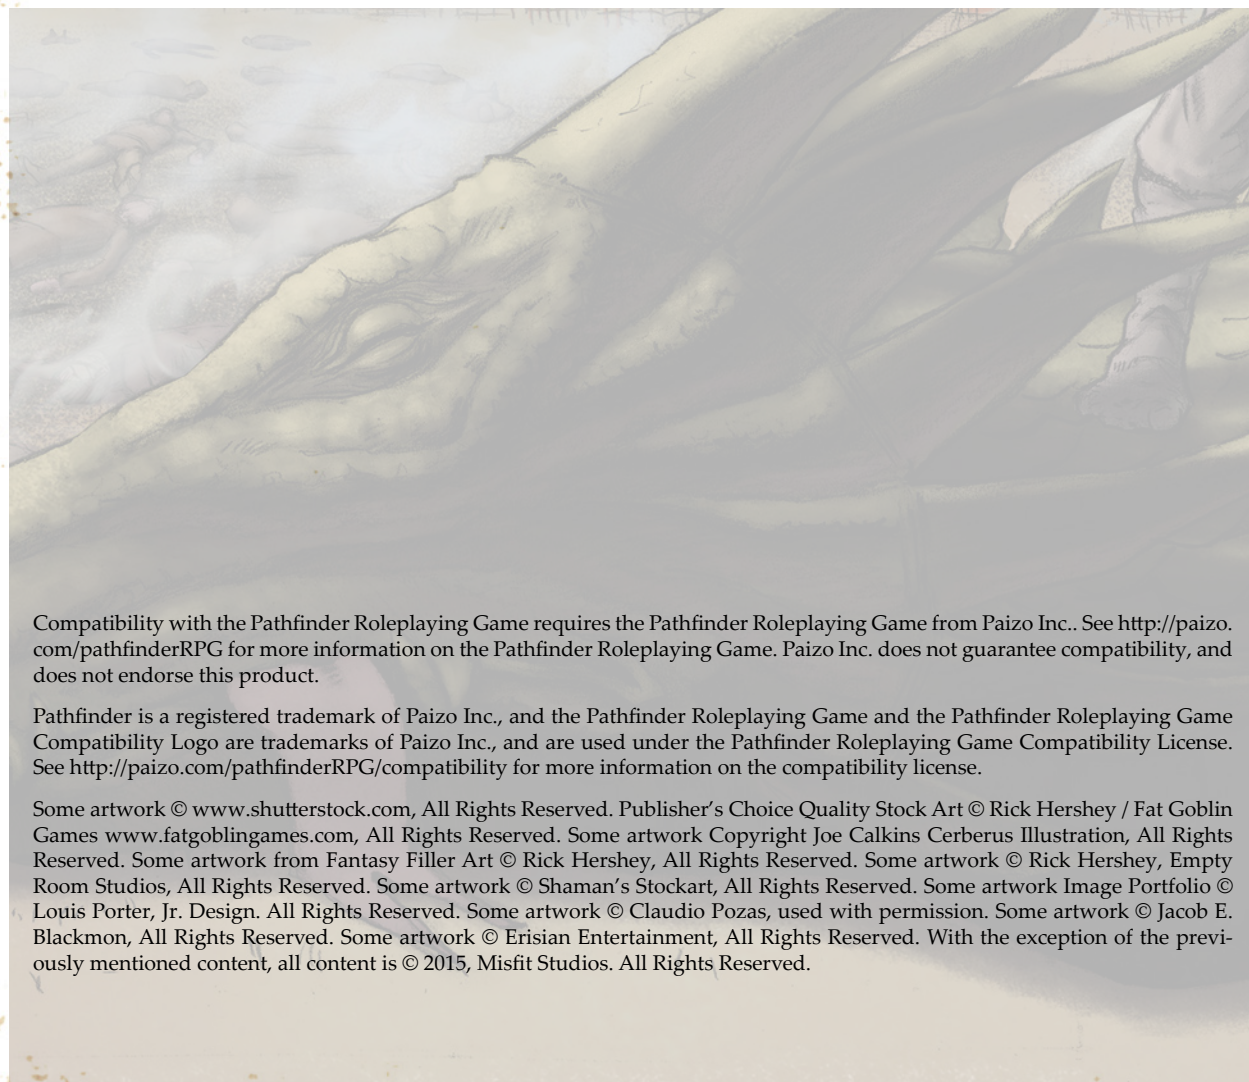 Compatibility with the Pathfinder Roleplaying Game requires the Pathfinder Roleplaying Game from Paizo Inc.. See http://paizo.
com/pathfinderRPG for more information on the Pathfinder Roleplaying Game. Paizo Inc. does not guarantee compatibility, and
does not endorse this product.
Pathfinder is a registered trademark of Paizo Inc., and the Pathfinder Roleplaying Game and the Pathfinder Roleplaying Game
Compatibility Logo are trademarks of Paizo Inc., and are used under the Pathfinder Roleplaying Game Compatibility License.
See http://paizo.com/pathfinderRPG/compatibility for more information on the compatibility license.
Some artwork © www.shutterstock.com, All Rights Reserved. Publisher’s Choice Quality Stock Art © Rick Hershey / Fat Goblin
Games www.fatgoblingames.com, All Rights Reserved. Some artwork Copyright Joe Calkins Cerberus Illustration, All Rights
Reserved. Some artwork from Fantasy Filler Art © Rick Hershey, All Rights Reserved. Some artwork © Rick Hershey, Empty
Room Studios, All Rights Reserved. Some artwork © Shaman’s Stockart, All Rights Reserved. Some artwork Image Portfolio ©
Louis Porter, Jr. Design. All Rights Reserved. Some artwork © Claudio Pozas, used with permission. Some artwork © Jacob E.
Blackmon, All Rights Reserved. Some artwork © Erisian Entertainment, All Rights Reserved. With the exception of the previ-
ously mentioned content, all content is © 2015, Misfit Studios. All Rights Reserved.